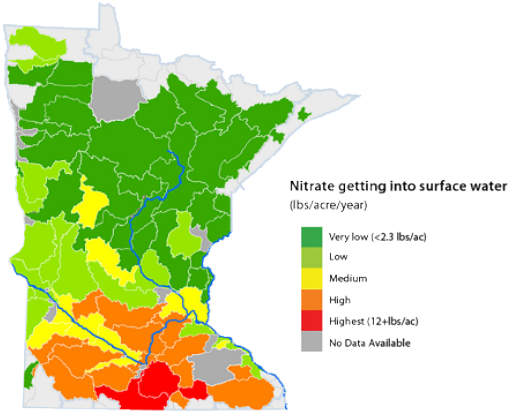 Nitrate getting into surface water
(lbs/acre/year)
Very low (<2.3 lbs/ac)
Low
Medium
High
Highest (12+lbs/ac)
No Data Available